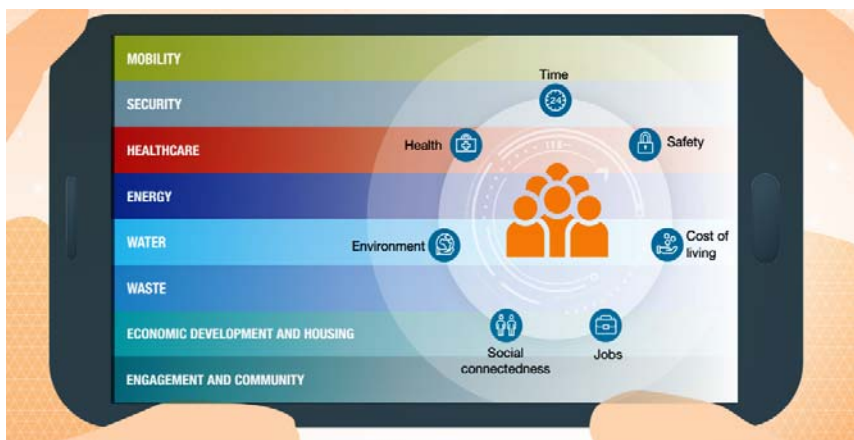 MOBILITY
SECURITY
HEALTHCARE
ENERGY
WATER
WASTE
ECONOMIC DEVELOPMENT AND HOUSING
ENGAGEMENT AND COMMUNITY
Time
24
Health
Safety
Environment
Cost of
living
Social
connectedness
Jobs